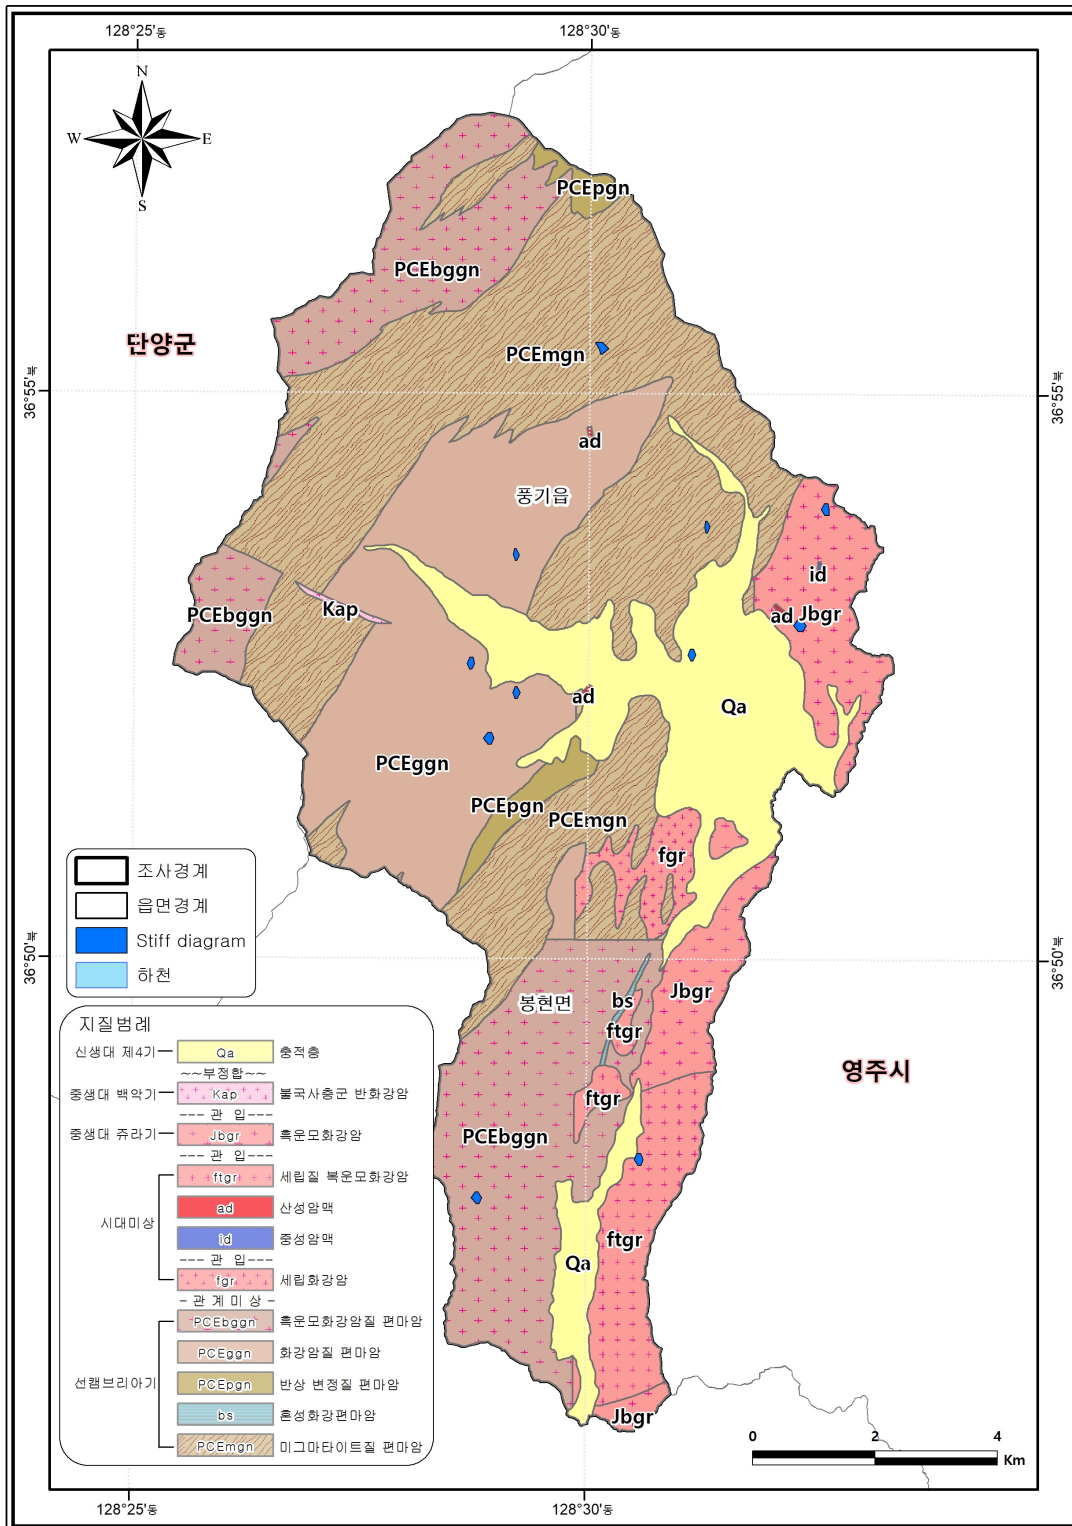 128°25'동
128°30'동
N
W
E
S
PCEpgn
PCEbggn
단양군
PCEmgn
36°55'북
36°55'북
ad
풍기읍
id
PCEbggn
Kap
ad
Jbgr
ad
Qa
PCEggn
PCEpgn
PCEmgn
fgr
조사경계
읍면경계
Stiff diagram
하천
36°50'북
36°50'북
봉현면
bs
Jbgr
ftgr
영주시
ftgr
PCEbggn
ftgr
Qa
Jbgr
지질범례
신생대 제4기
Qa
충적층
~~부정합~~
중생대 백악기
Kap
불국사층군 반화강암
--- 관 입---
중생대 쥬라기
Jbgr
흑운모화강암
--- 관 입---
ftgr
세립질 복운모화강암
시대미상
ad
산성암맥
id
중성암맥
--- 관 입---
fgr
세립화강암
- 관 계 미 상 -
선캠브리아기
PCEbggn
흑운모화강암질 편마암
PCEggn
화강암질 편마암
PCEpgn
반상 변정질 편마암
bs
혼성화강편마암
PCEmgn
미그마타이트질 편마암
0 2 4
Km
128°25'동
128°30'동